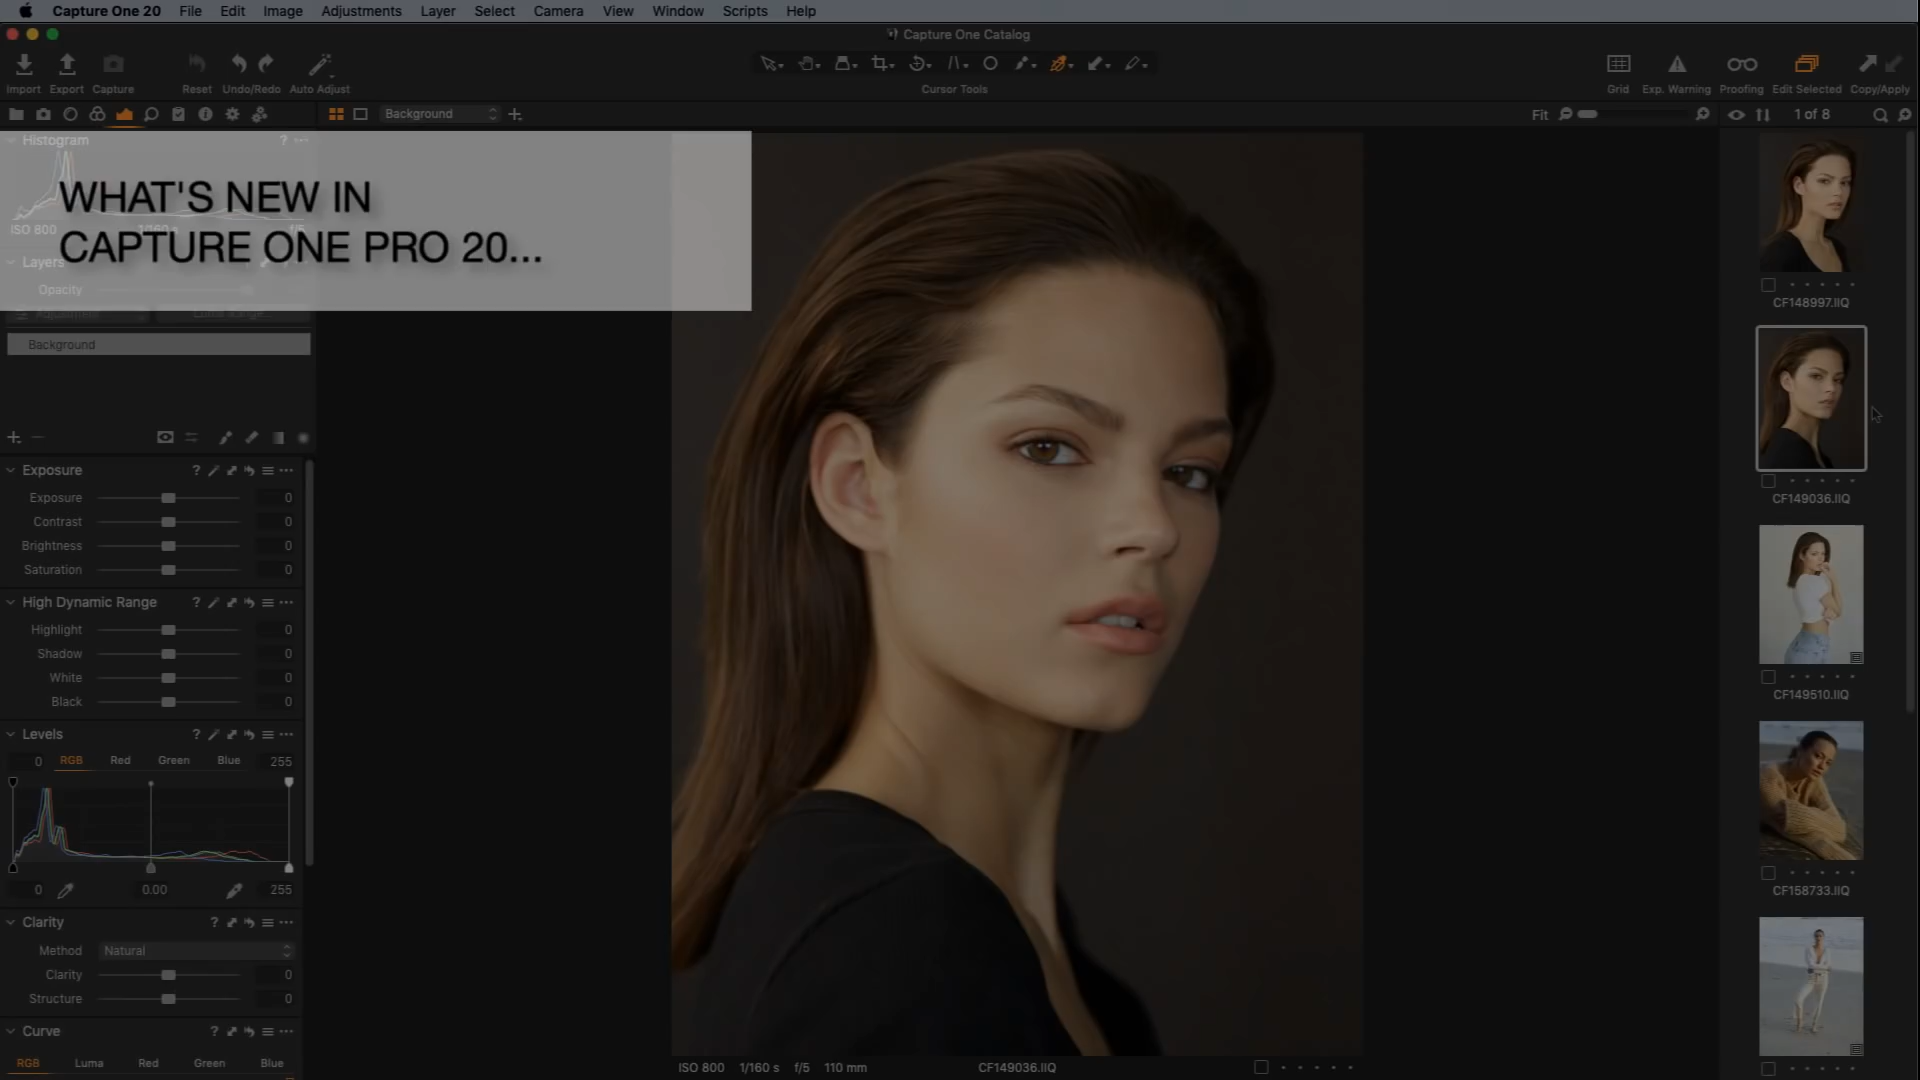 Capture One 20 File Edit Image Adjustments Layer Select Camera View Window Scripts Help
Capture One Catalog
Import Export Capture Reset Undo/Redo Auto Adjust Cursor Tools Grid Exp. Warning Proofing Edit Selected Copy/Apply
Background Fit 1 of 8
Histogram
WHAT'S NEW IN
CAPTURE ONE PRO 20...
ISO 800 1/160 s f/5
Layers
Opacity
Adjustment
Background
Exposure
Exposure 0
Contrast 0
Brightness 0
Saturation 0
High Dynamic Range
Highlight 0
Shadow 0
White 0
Black 0
Levels
0 RGB Red Green Blue 255
0 0.00 255
Clarity
Method Natural
Clarity 0
Structure 0
Curve
RGB Luma Red Green Blue
ISO 800 1/160 s f/5 110 mm CF149036.IIQ
CF148997.IIQ
CF149036.IIQ
CF149510.IIQ
CF158733.IIQ